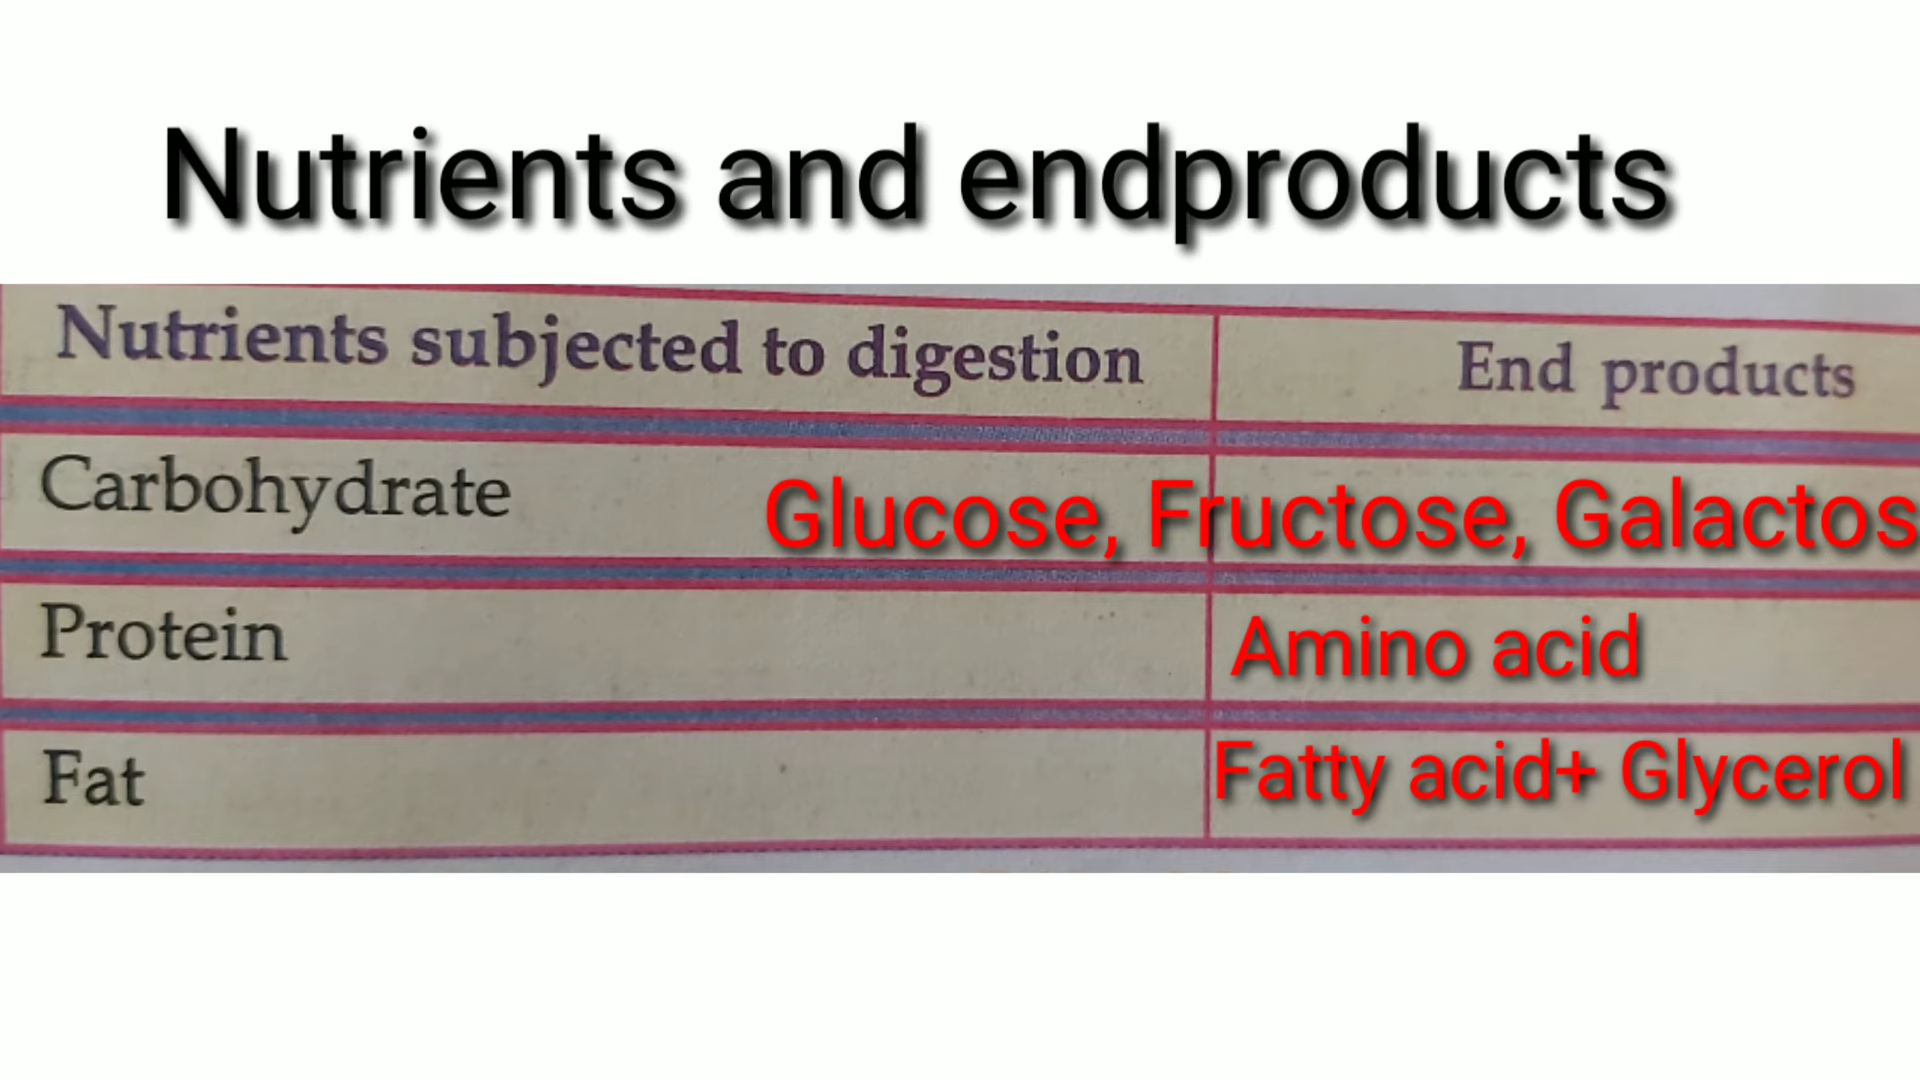 Nutrients and endproducts
Nutrients subjected to digestion End products
Carbohydrate Glucose, Fructose, Galactos
Protein Amino acid
Fat Fatty acid+ Glycerol